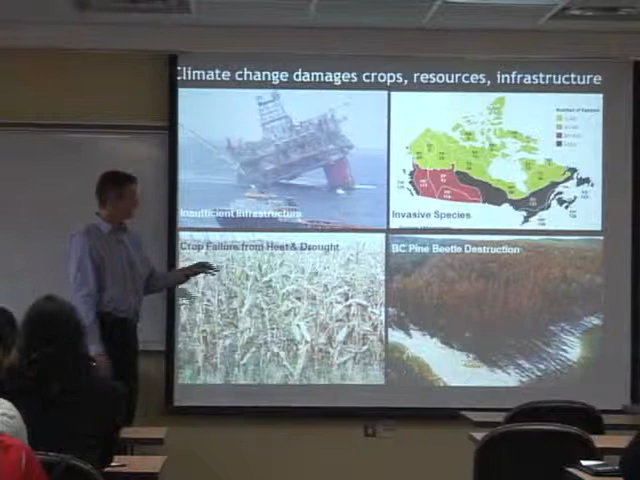 Climate change damages crops, resources, infrastructure
Insufficient Infrastructure
Invasive Species
Crop Failure from Heat & Drought
BC Pine Beetle Destruction